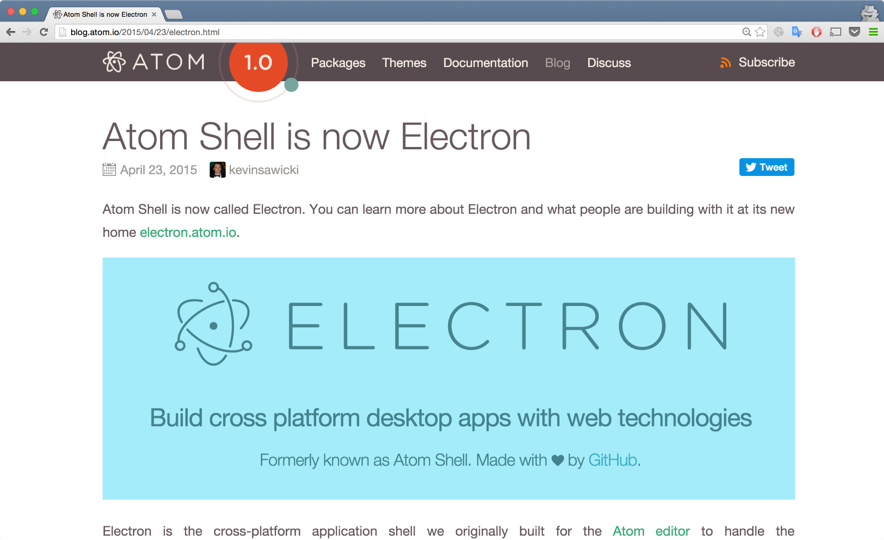 Atom Shell is now Electron
blog.atom.io/2015/04/23/electron.html
ATOM
1.0
Packages Themes Documentation Blog Discuss
Subscribe
Atom Shell is now Electron
April 23, 2015 kevinsawicki
Tweet
Atom Shell is now called Electron. You can learn more about Electron and what people are building with it at its new
home electron.atom.io.
ELECTRON
Build cross platform desktop apps with web technologies
Formerly known as Atom Shell. Made with ♥ by GitHub.
Electron is the cross-platform application shell we originally built for the Atom editor to handle the